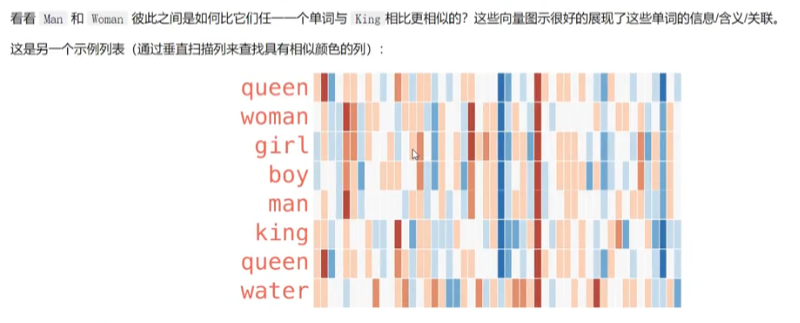 看看 Man 和 Woman 彼此之间是如何比它们任一一个单词与 King 相比更相似的？这些向量图示很好的展现了这些单词的信息/含义/关联。
这是另一个示例列表（通过垂直扫描列来查找具有相似颜色的列）：
queen
woman
girl
boy
man
king
queen
water